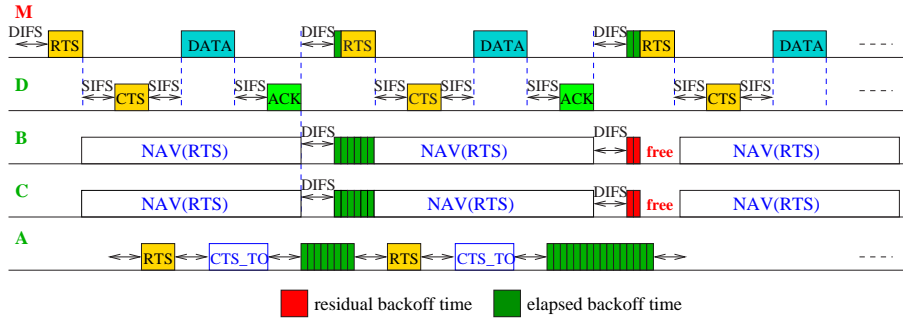 M
DIFS RTS DATA DIFS RTS DATA DIFS RTS DATA
D SIFS CTS SIFS SIFS ACK SIFS CTS SIFS SIFS ACK SIFS CTS SIFS
B NAV(RTS) DIFS NAV(RTS) DIFS free NAV(RTS)
C NAV(RTS) DIFS NAV(RTS) DIFS free NAV(RTS)
A RTS CTS_TO RTS CTS_TO
residual backoff time elapsed backoff time